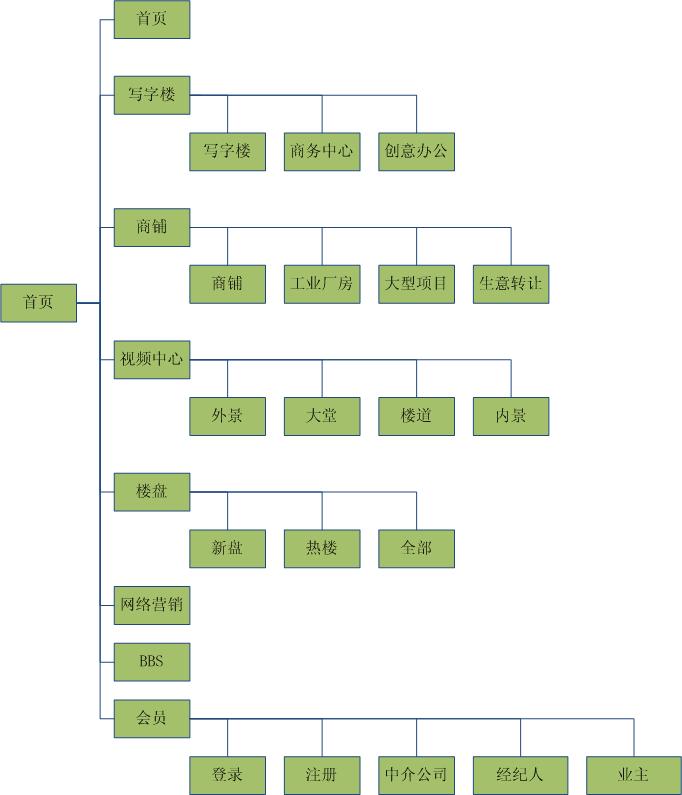 首页
写字楼
写字楼
商务中心
创意办公
商铺
商铺
工业厂房
大型项目
生意转让
首页
视频中心
外景
大堂
楼道
内景
楼盘
新盘
热楼
全部
网络营销
BBS
会员
登录
注册
中介公司
经纪人
业主